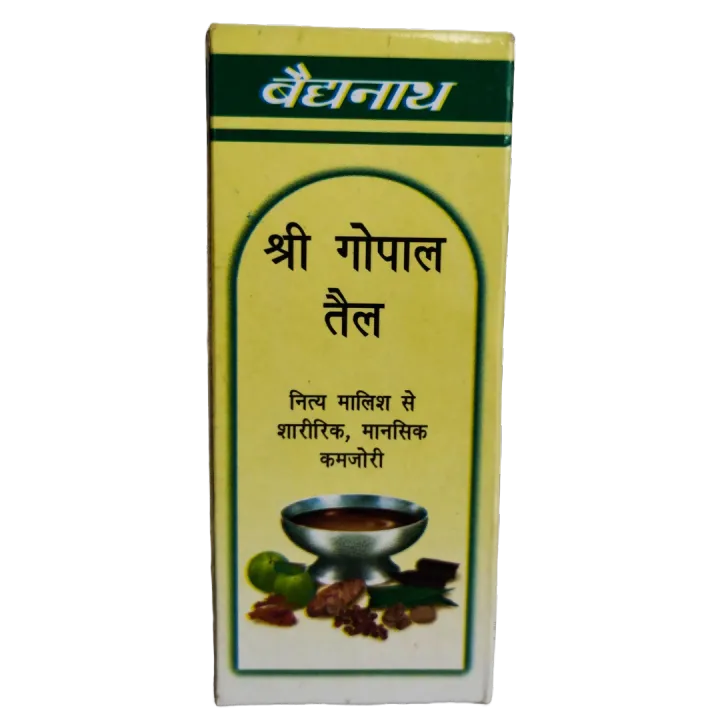 बैद्यनाथ
श्री गोपाल
तैल
नित्य मालिश से
शारीरिक, मानसिक
कमजोरी